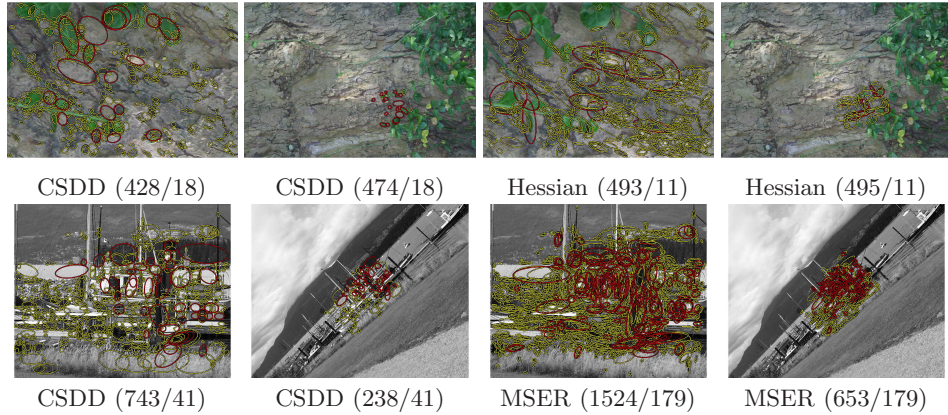 CSDD (428/18) CSDD (474/18) Hessian (493/11) Hessian (495/11)
CSDD (743/41) CSDD (238/41) MSER (1524/179) MSER (653/179)